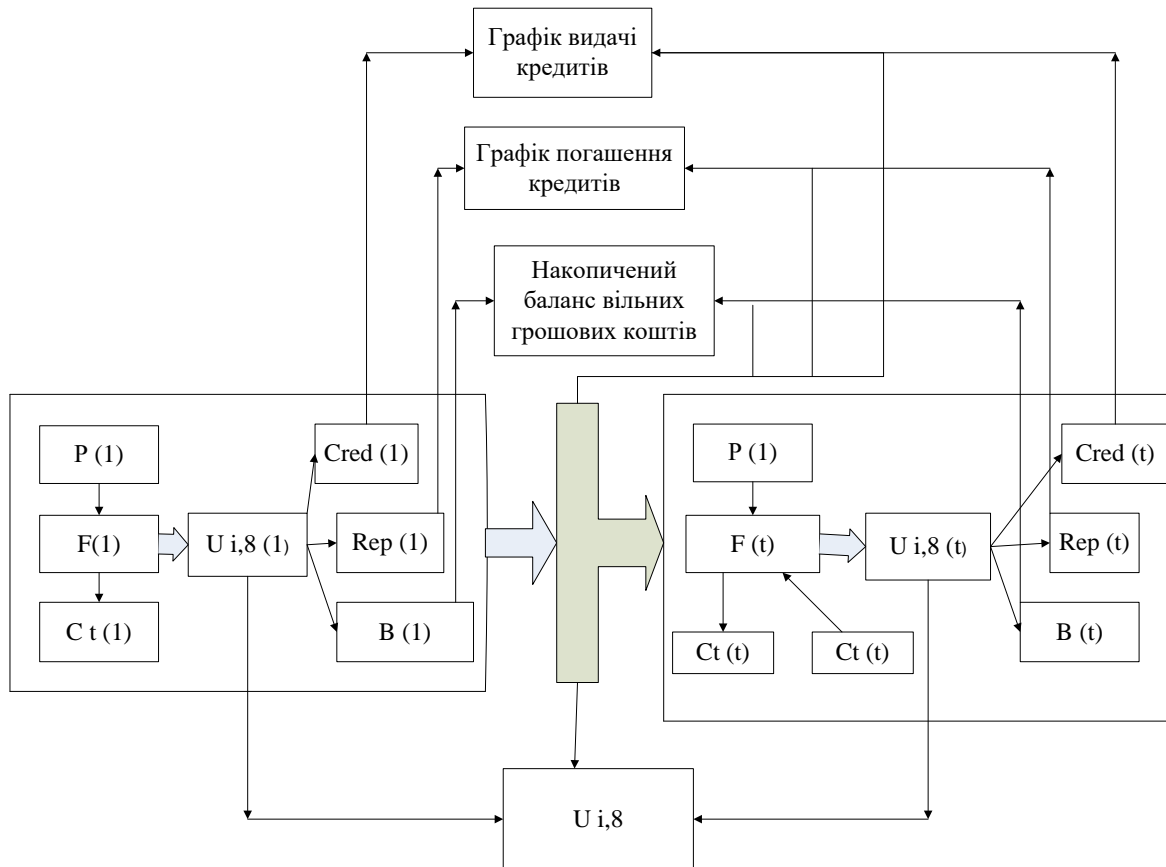 Графік видачі
кредитів
Графік погашення
кредитів
Накопичений
баланс вільних
грошових коштів
P (1)
F(1)
C t (1)
U i,8 (1)
Cred (1)
Rep (1)
B (1)
P (1)
F (t)
Ct (t)
Ct (t)
U i,8 (t)
Cred (t)
Rep (t)
B (t)
U i,8